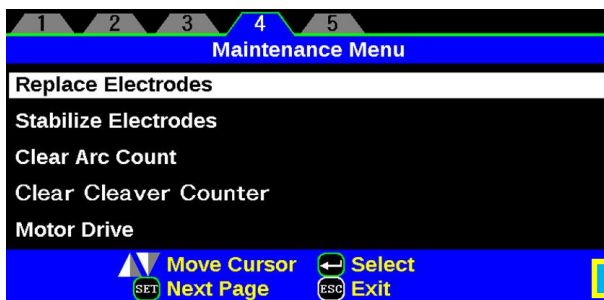 1 2 3 4 5
Maintenance Menu
Replace Electrodes
Stabilize Electrodes
Clear Arc Count
Clear Cleaver Counter
Motor Drive
Move Cursor Select
SET Next Page ESC Exit